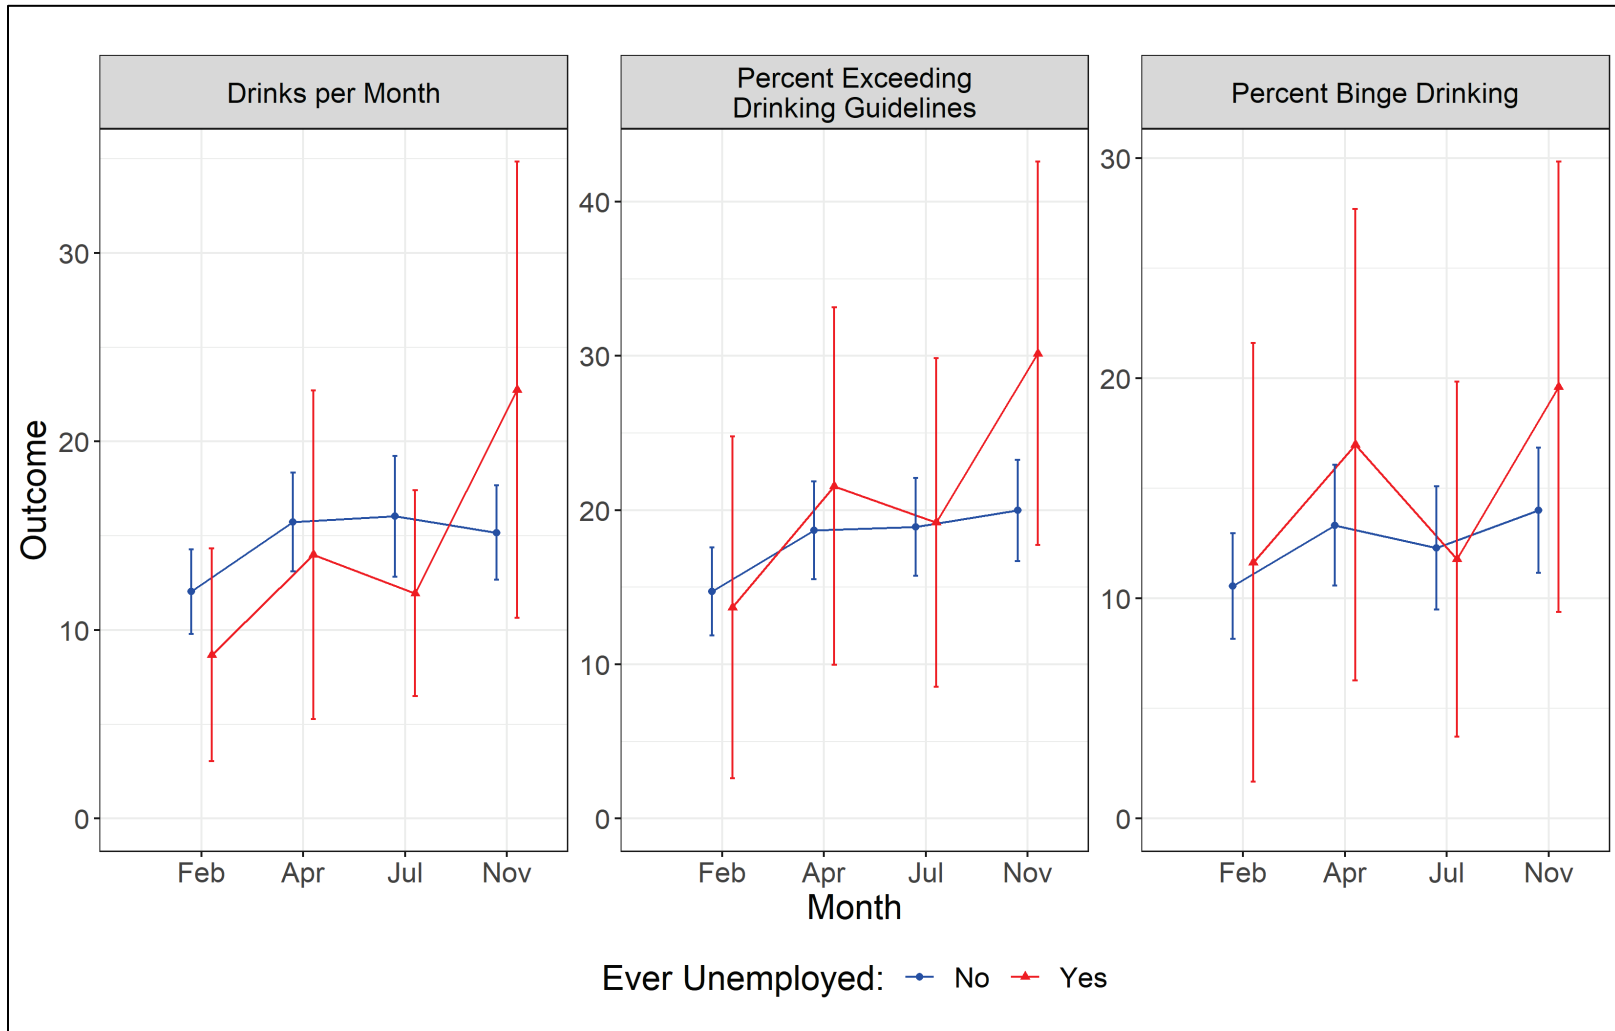 Drinks per Month
Percent Exceeding
Drinking Guidelines
Percent Binge Drinking
Outcome
30
20
10
0
40
30
20
10
0
30
20
10
0
Feb Apr Jul Nov
Feb Apr Jul Nov
Feb Apr Jul Nov
Month
Ever Unemployed: No Yes